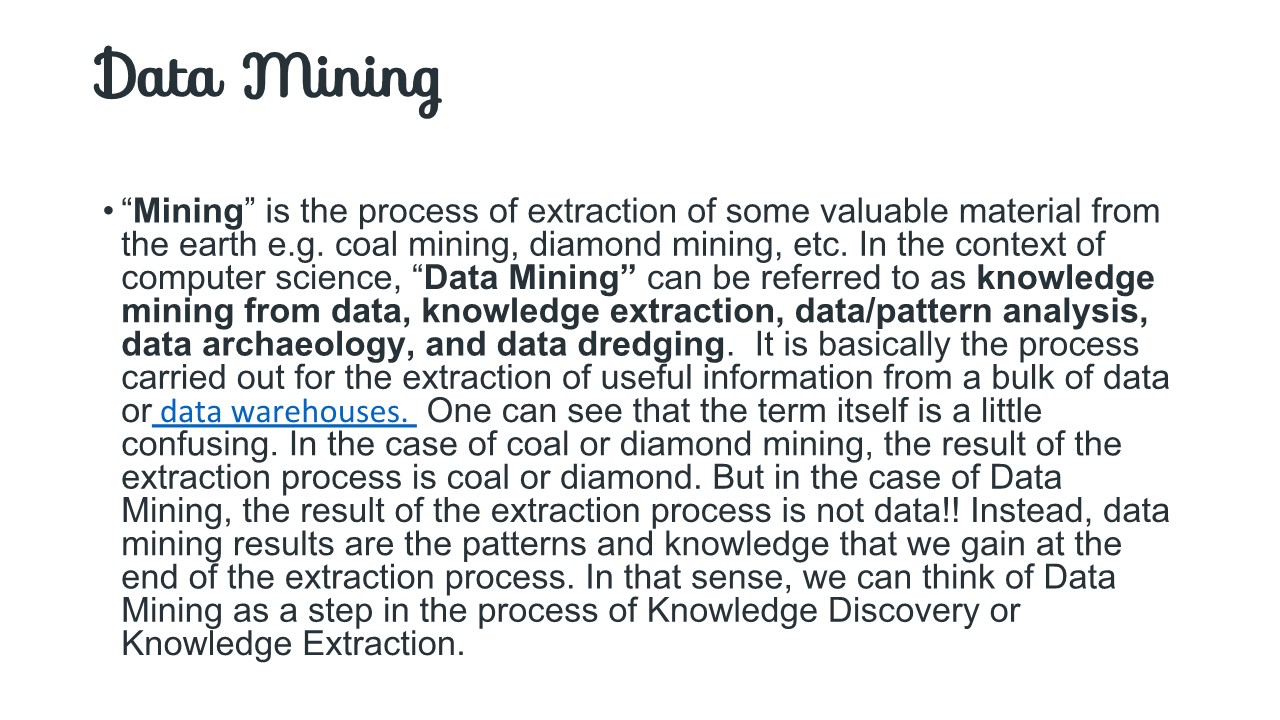 Data Mining
• “Mining” is the process of extraction of some valuable material from
the earth e.g. coal mining, diamond mining, etc. In the context of
computer science, “Data Mining” can be referred to as knowledge
mining from data, knowledge extraction, data/pattern analysis,
data archaeology, and data dredging.  It is basically the process
carried out for the extraction of useful information from a bulk of data
or data warehouses.  One can see that the term itself is a little
confusing. In the case of coal or diamond mining, the result of the
extraction process is coal or diamond. But in the case of Data
Mining, the result of the extraction process is not data!! Instead, data
mining results are the patterns and knowledge that we gain at the
end of the extraction process. In that sense, we can think of Data
Mining as a step in the process of Knowledge Discovery or
Knowledge Extraction.